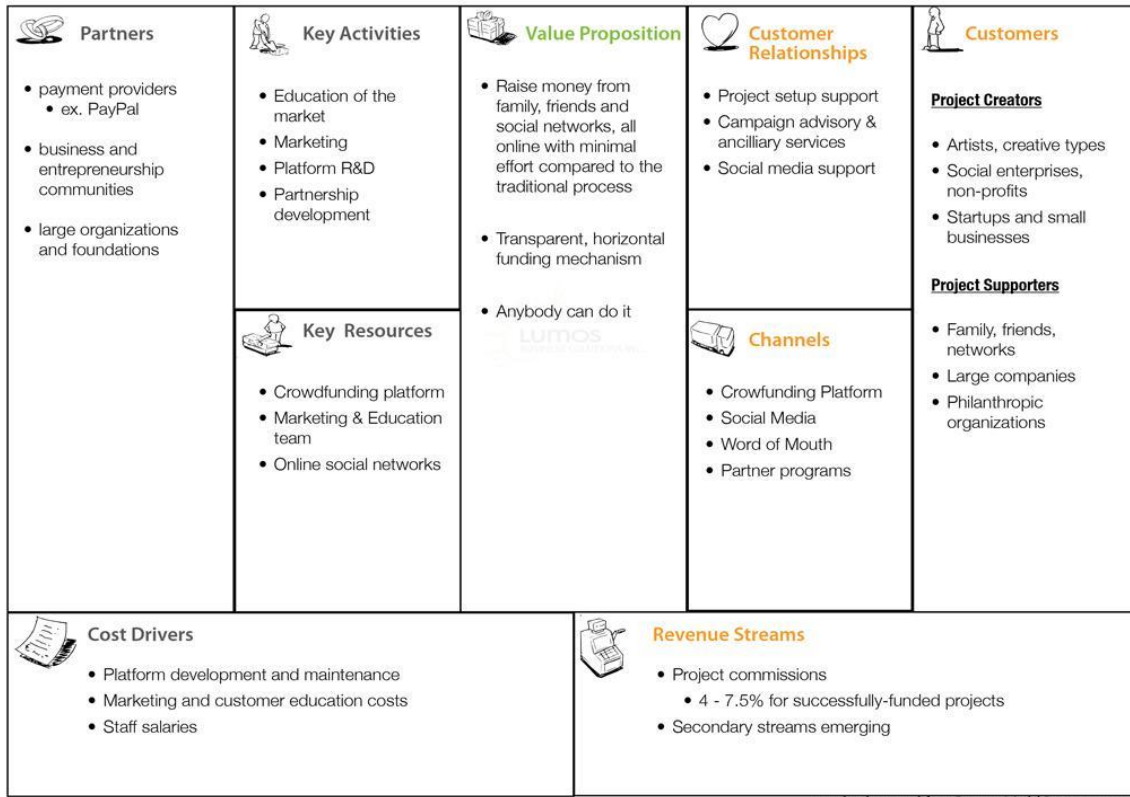 Partners
• payment providers
• ex. PayPal
• business and
entrepreneurship
communities
• large organizations
and foundations
Key Activities
• Education of the
market
• Marketing
• Platform R&D
• Partnership
development
Key Resources
• Crowdfunding platform
• Marketing & Education
team
• Online social networks
Value Proposition
• Raise money from
family, friends and
social networks, all
online with minimal
effort compared to the
traditional process
• Transparent, horizontal
funding mechanism
• Anybody can do it
LUMOS
Customer
Relationships
• Project setup support
• Campaign advisory &
ancilliary services
• Social media support
Channels
• Crowfunding Platform
• Social Media
• Word of Mouth
• Partner programs
Customers
Project Creators
• Artists, creative types
• Social enterprises,
non-profits
• Startups and small
businesses
Project Supporters
• Family, friends,
networks
• Large companies
• Philanthropic
organizations
Cost Drivers
• Platform development and maintenance
• Marketing and customer education costs
• Staff salaries
Revenue Streams
• Project commissions
• 4 - 7.5% for successfully-funded projects
• Secondary streams emerging